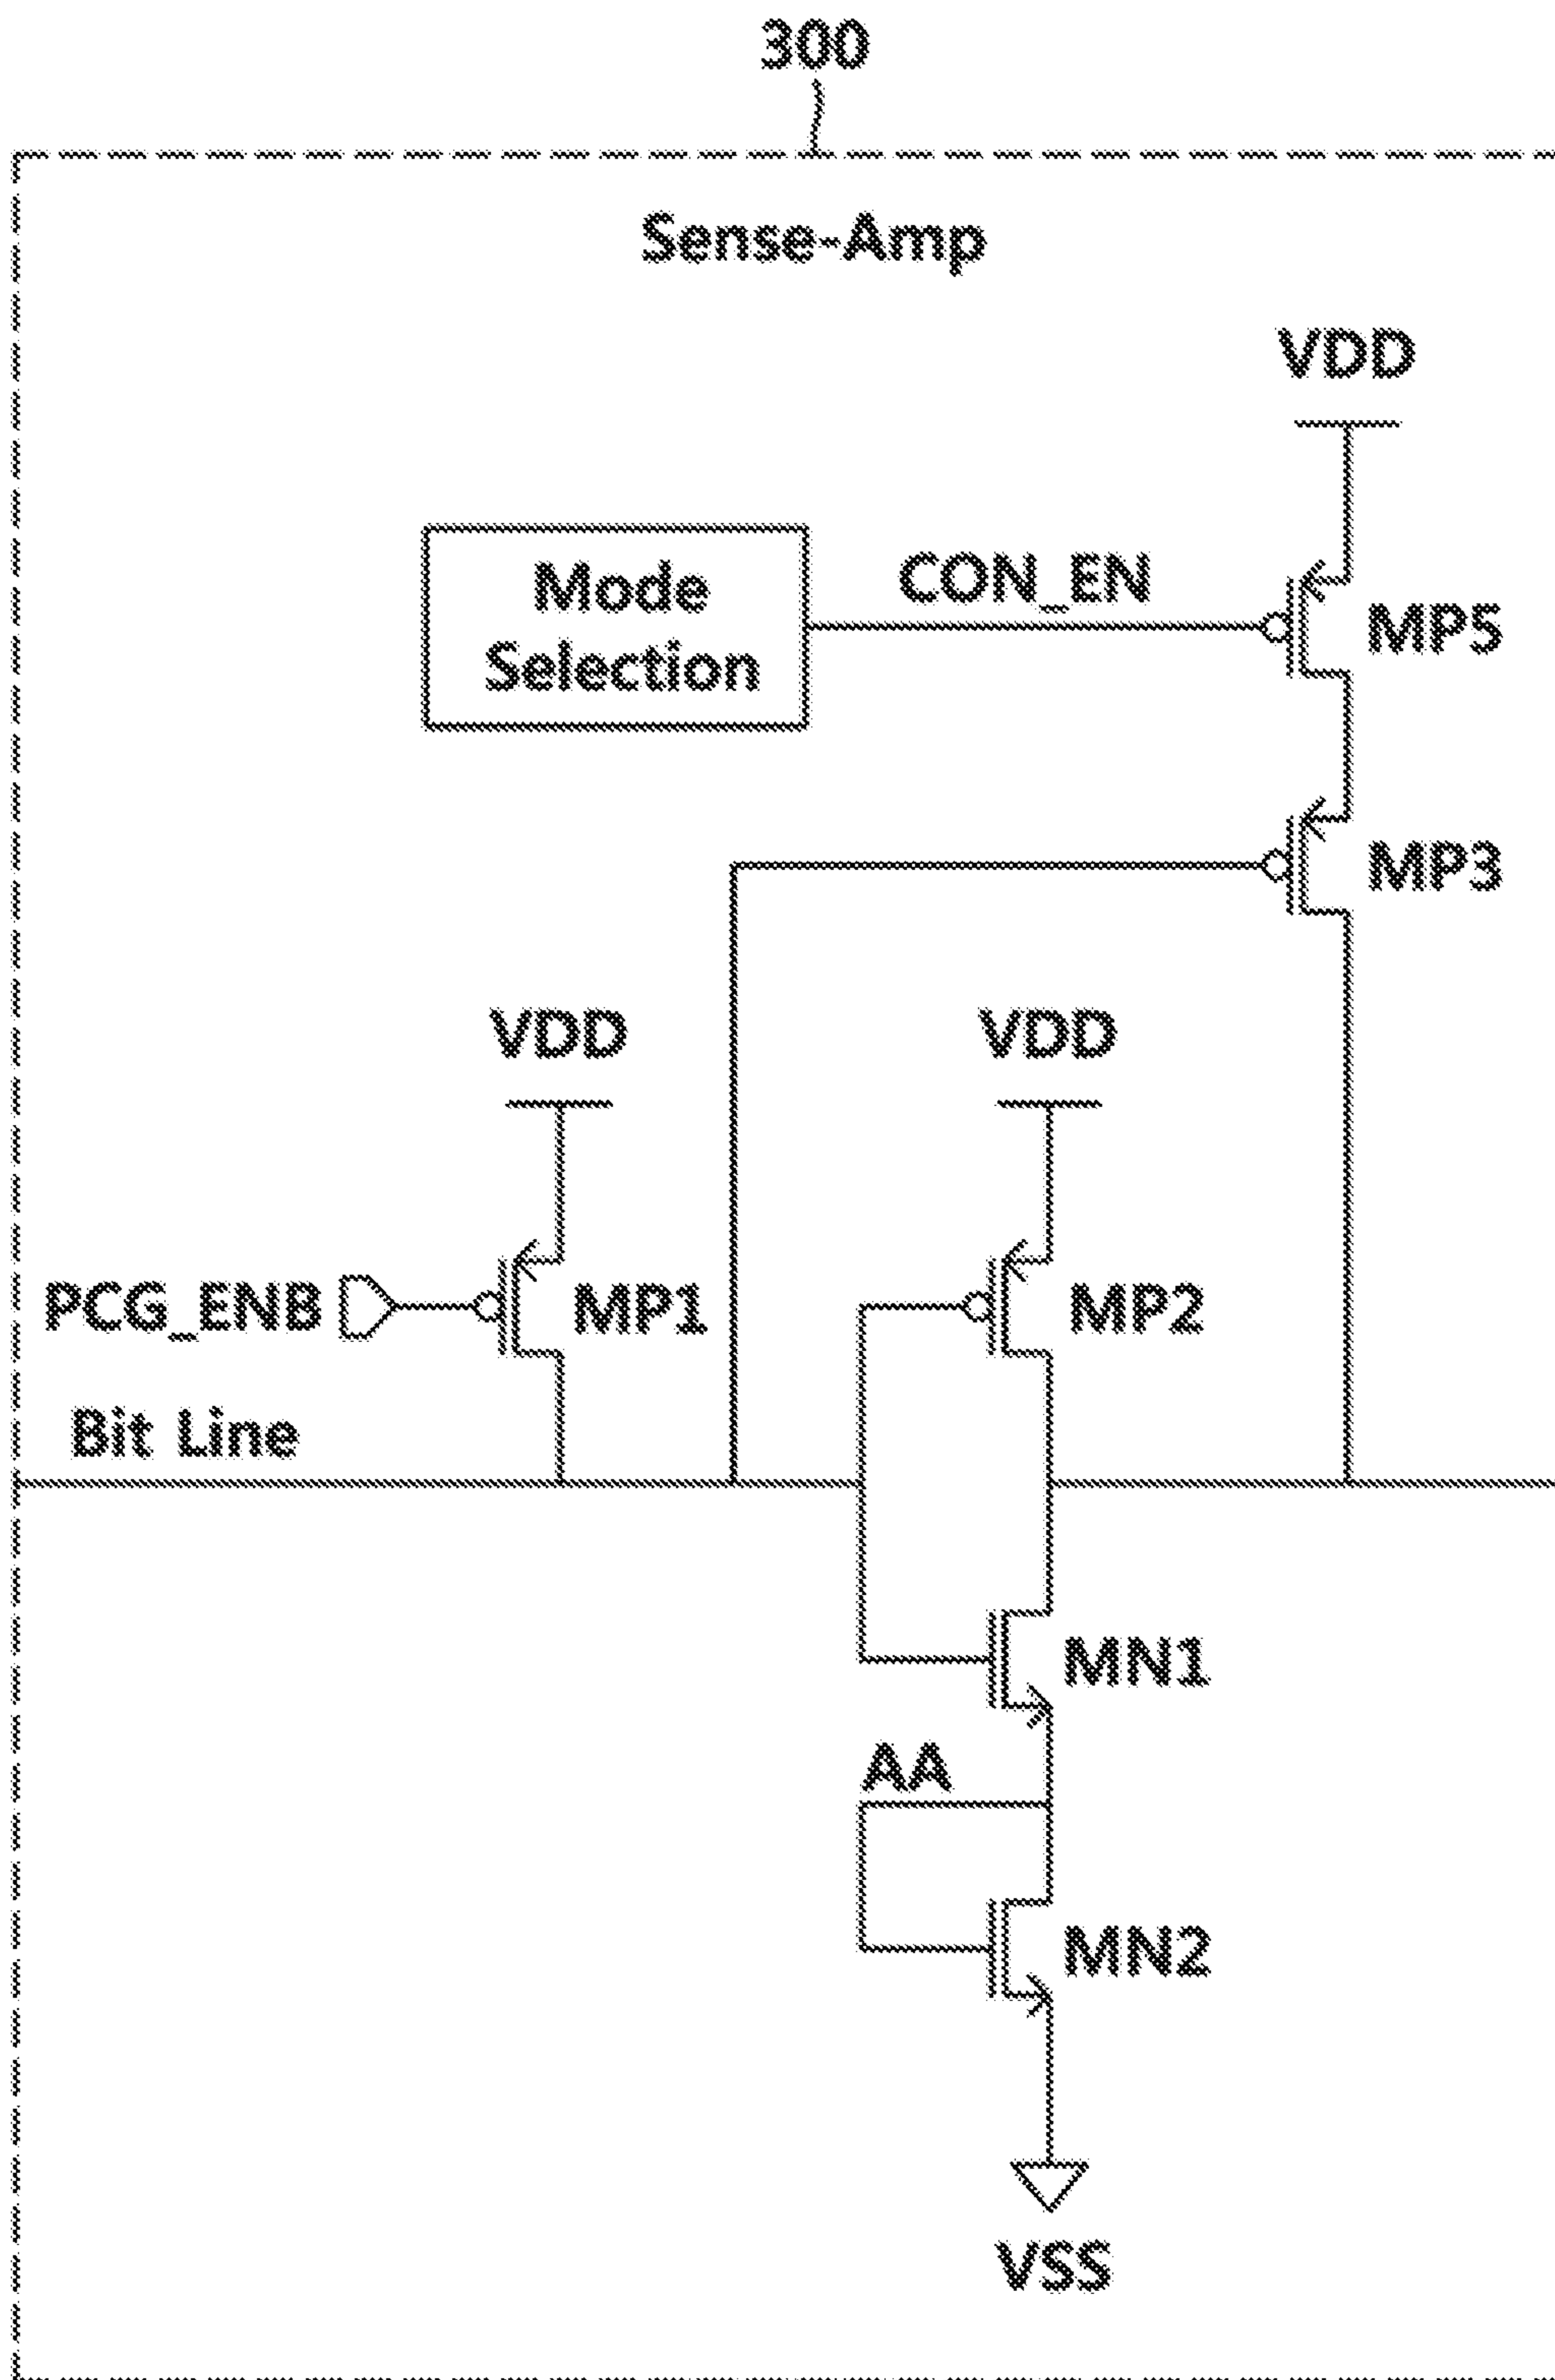 300
Sense-Amp
VDD
Mode
Selection
CON_EN
MP5
MP3
VDD
VDD
PCG_ENB
MP1
MP2
Bit Line
MN1
AA
MN2
VSS